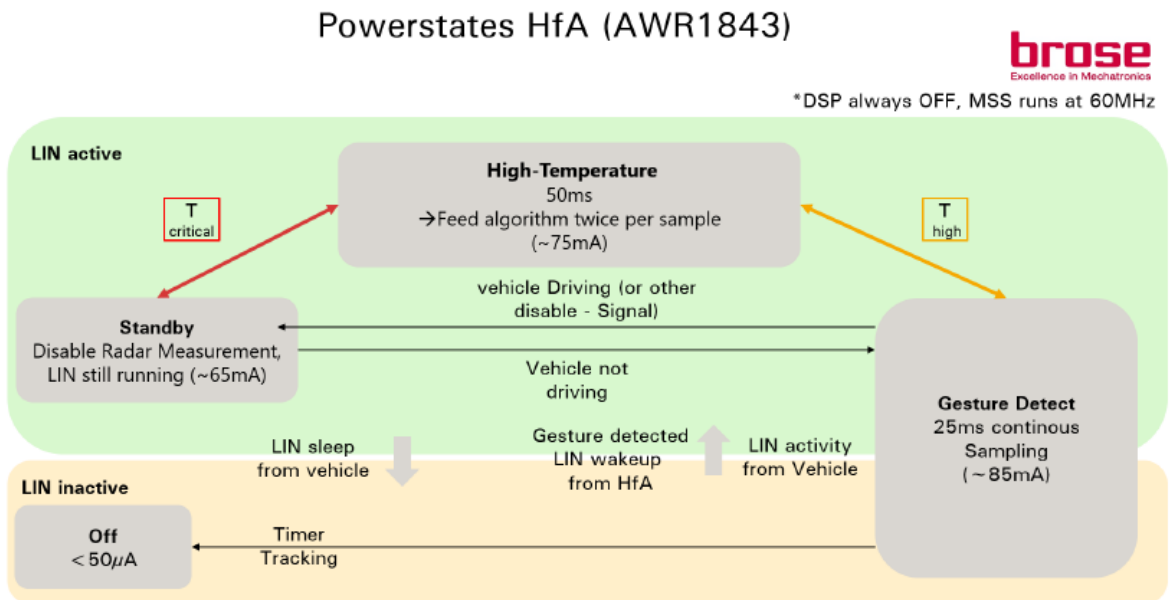 Powerstates HfA (AWR1843)
brose
Excellence in Mechatronics
*DSP always OFF, MSS runs at 60MHz
LIN active
High-Temperature
50ms
→Feed algorithm twice per sample
(~75mA)
T
critical
T
high
vehicle Driving (or other
disable - Signal)
Standby
Disable Radar Measurement,
LIN still running (~65mA)
Vehicle not
driving
Gesture Detect
25ms continous
Sampling
(~85mA)
LIN sleep
from vehicle
Gesture detected
LIN wakeup
from HfA
LIN activity
from Vehicle
LIN inactive
Off
<50µA
Timer
Tracking